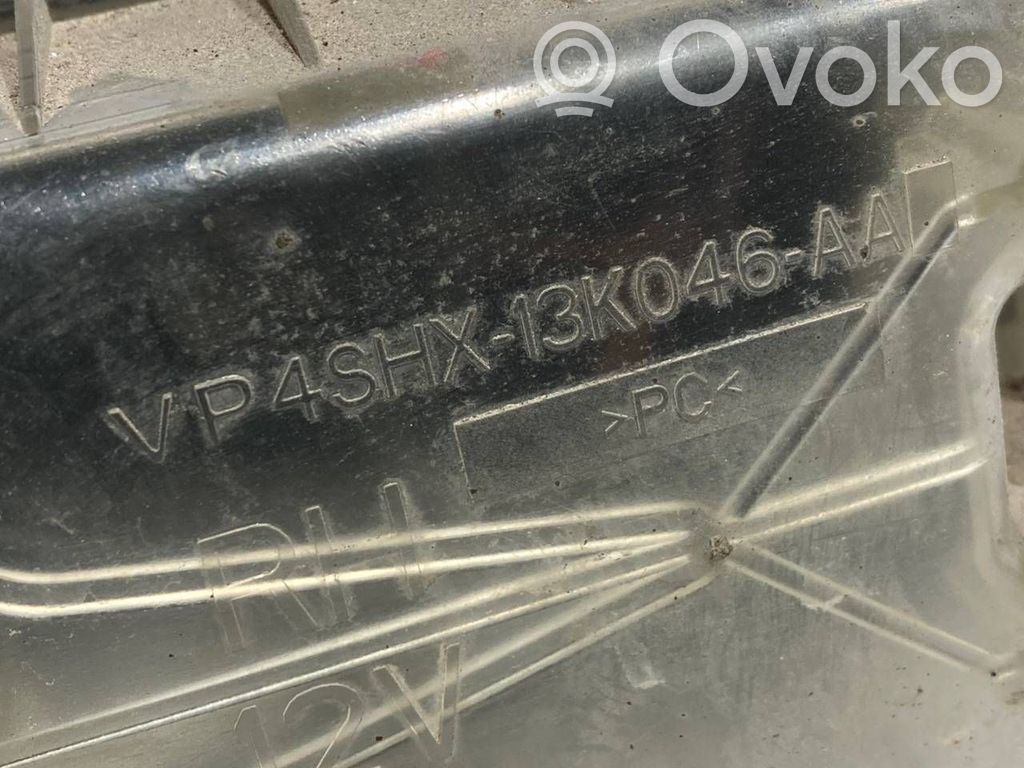 Ovoko
VP4SHX-13K046-AA
>PC<
RH
12V